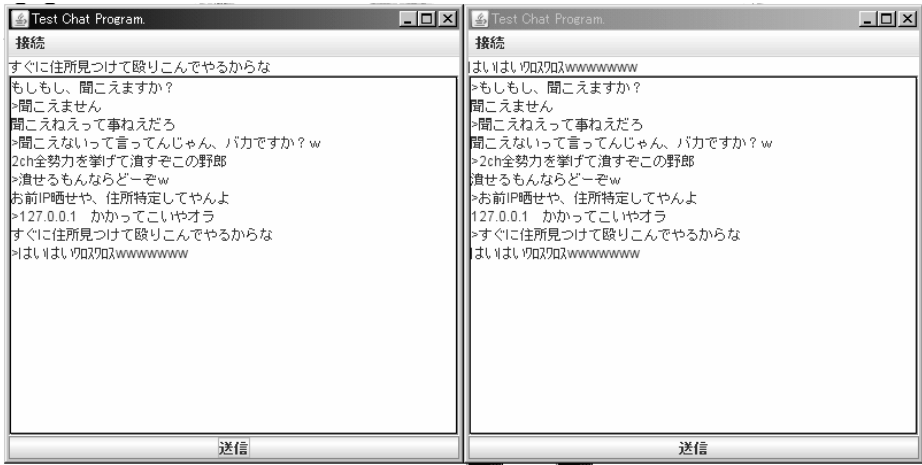 Test Chat Program.
接続
すぐに住所見つけて殴りこんでやるからな
もしもし、聞こえますか？
>聞こえません
聞こえねえって事ねえだろ
>聞こえないって言ってんじゃん、バカですか？ｗ
2ch全勢力を挙げて潰すぞこの野郎
>潰せるもんならどーぞｗ
お前IP晒せや、住所特定してやんよ
>127.0.0.1　かかってこいやオラ
すぐに住所見つけて殴りこんでやるからな
>はいはいﾜﾛｽﾜﾛｽwwwwwww
送信
Test Chat Program.
接続
はいはいﾜﾛｽﾜﾛｽwwwwwww
>もしもし、聞こえますか？
聞こえません
>聞こえねえって事ねえだろ
聞こえないって言ってんじゃん、バカですか？ｗ
>2ch全勢力を挙げて潰すぞこの野郎
潰せるもんならどーぞｗ
>お前IP晒せや、住所特定してやんよ
127.0.0.1　かかってこいやオラ
>すぐに住所見つけて殴りこんでやるからな
はいはいﾜﾛｽﾜﾛｽwwwwwww
送信